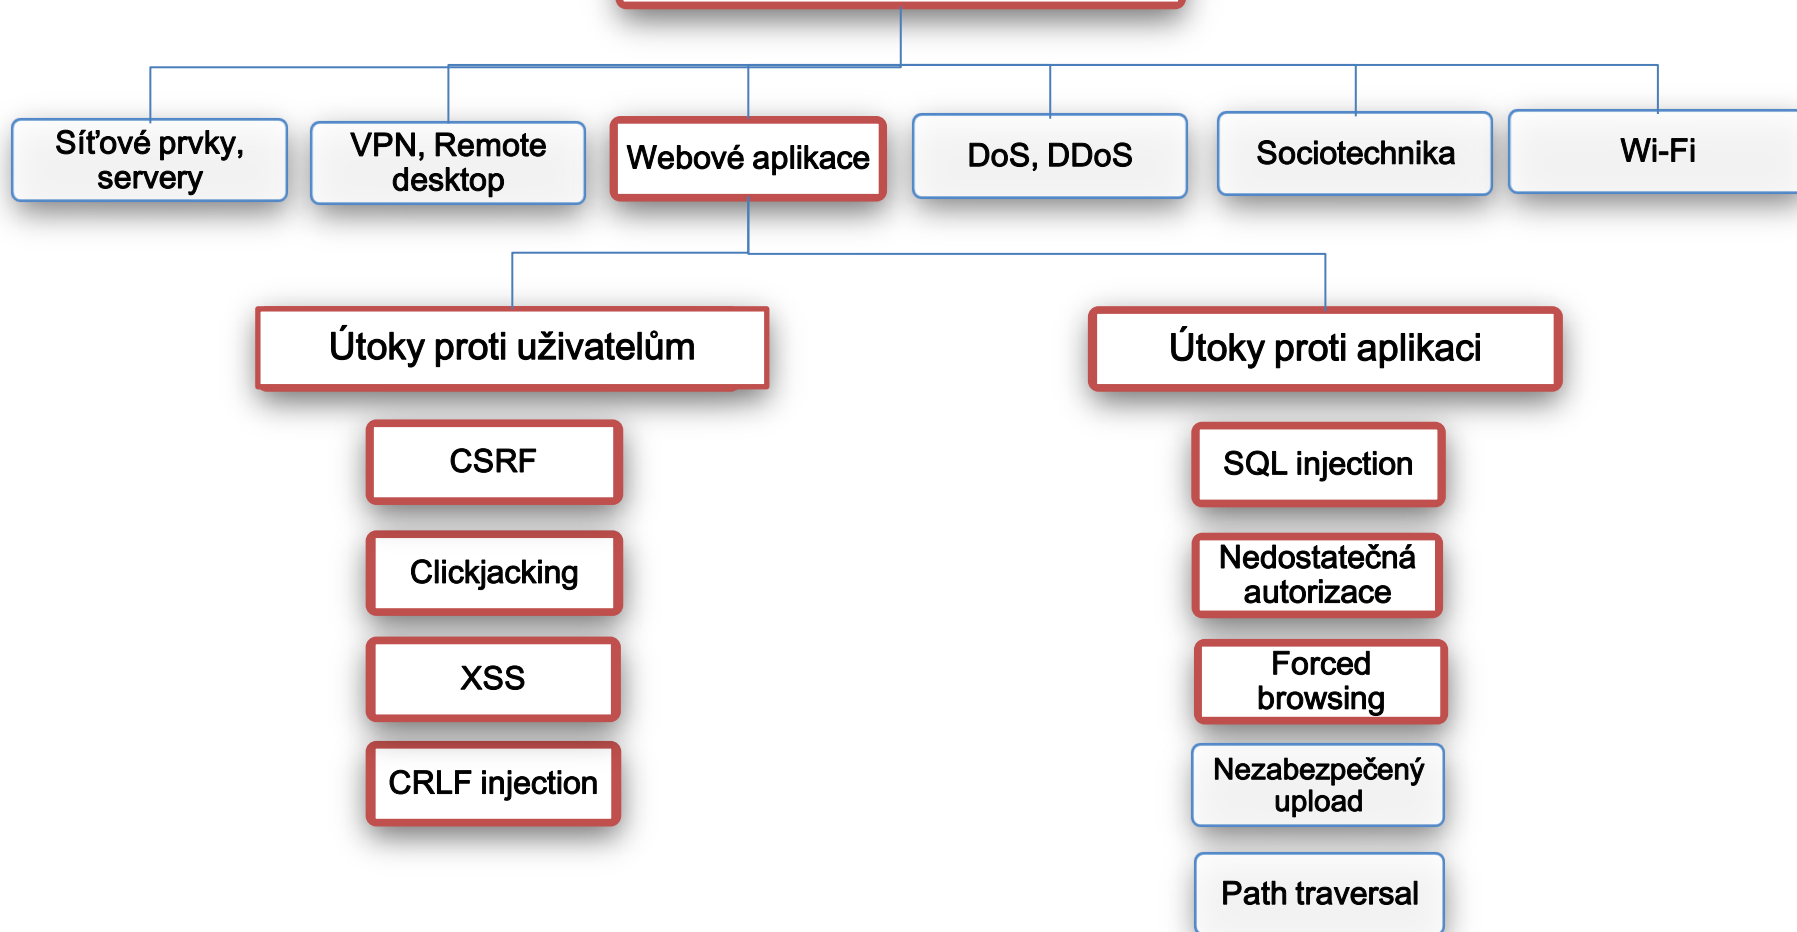 Síťové prvky,
servery
VPN, Remote
desktop
Webové aplikace
DoS, DDoS
Sociotechnika
Wi-Fi
Útoky proti uživatelům
Útoky proti aplikaci
CSRF
Clickjacking
XSS
CRLF injection
SQL injection
Nedostatečná
autorizace
Forced
browsing
Nezabezpečený
upload
Path traversal